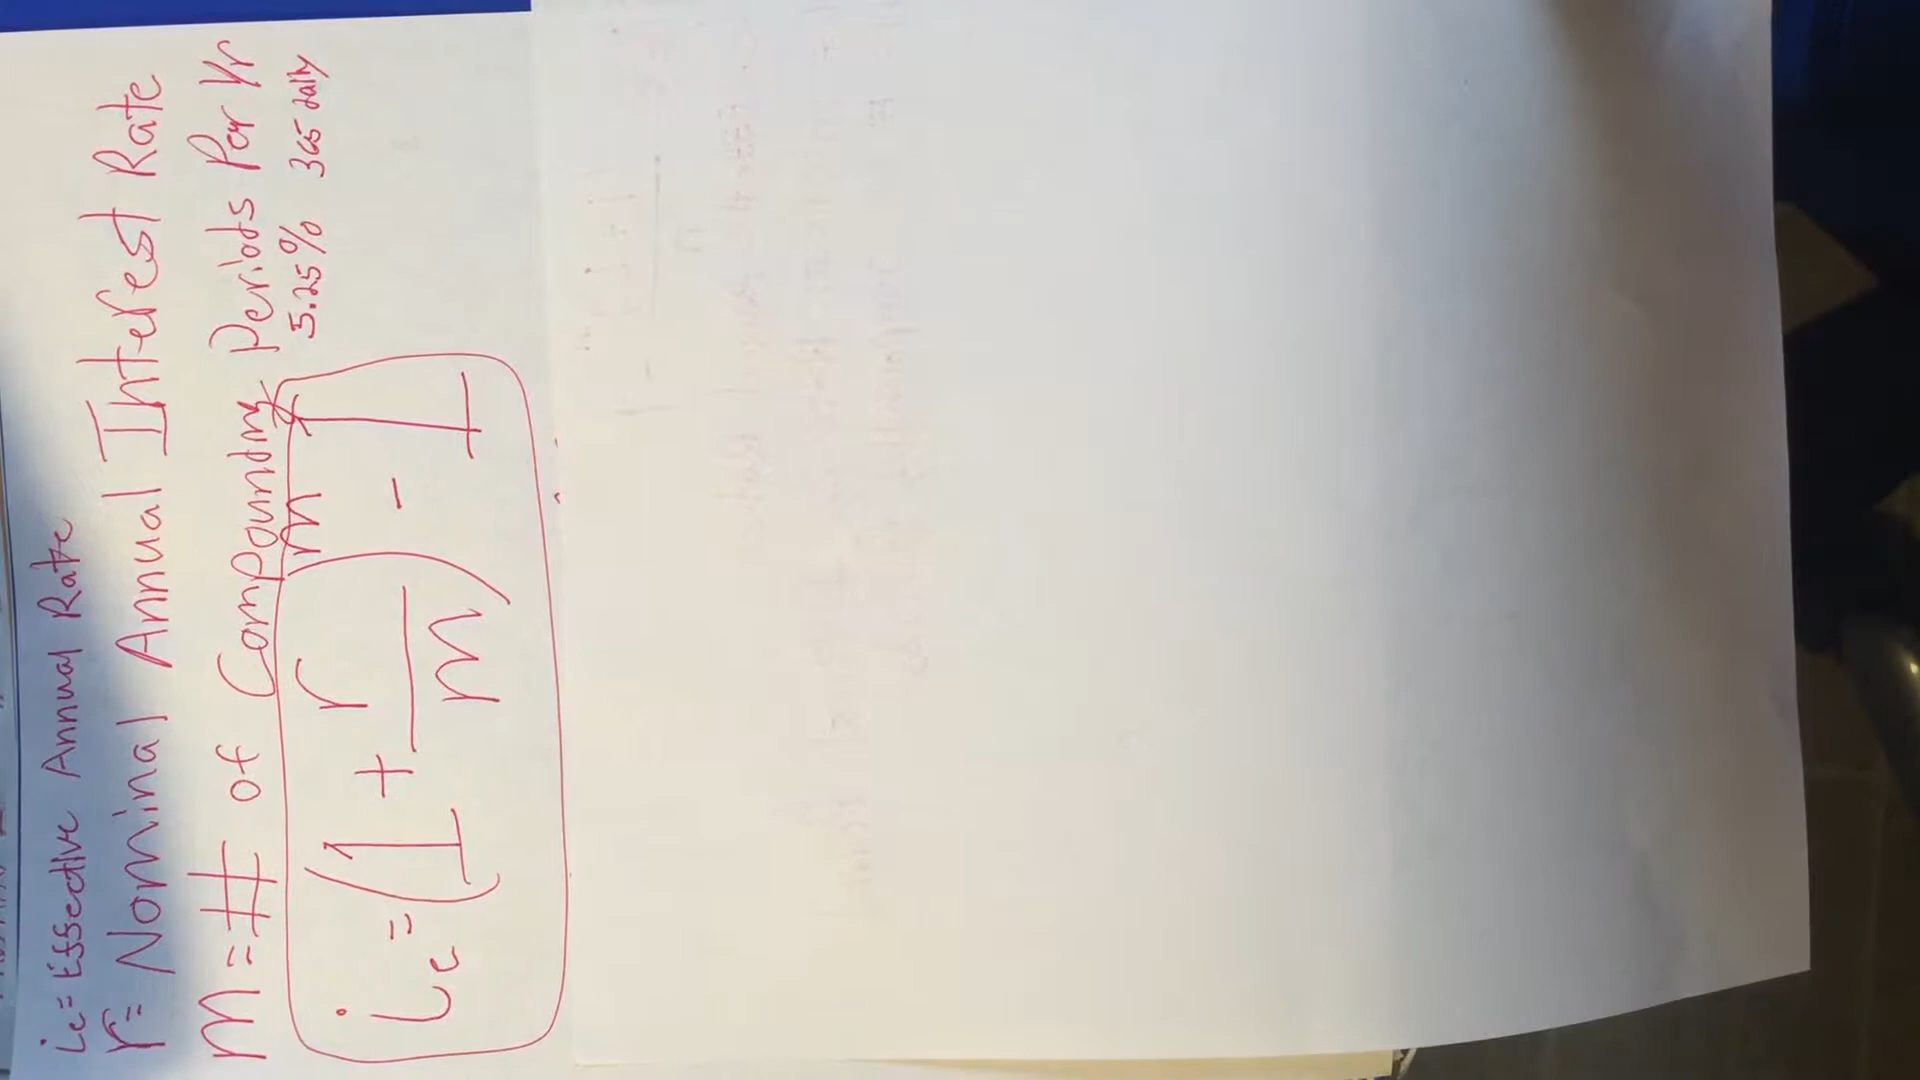 ie = Effective Annual Rate
r = Nominal Annual Interest Rate
m = # of Compounding Periods Per Yr
5.25% 365 daily
ie = (1 + r/m)^m - 1